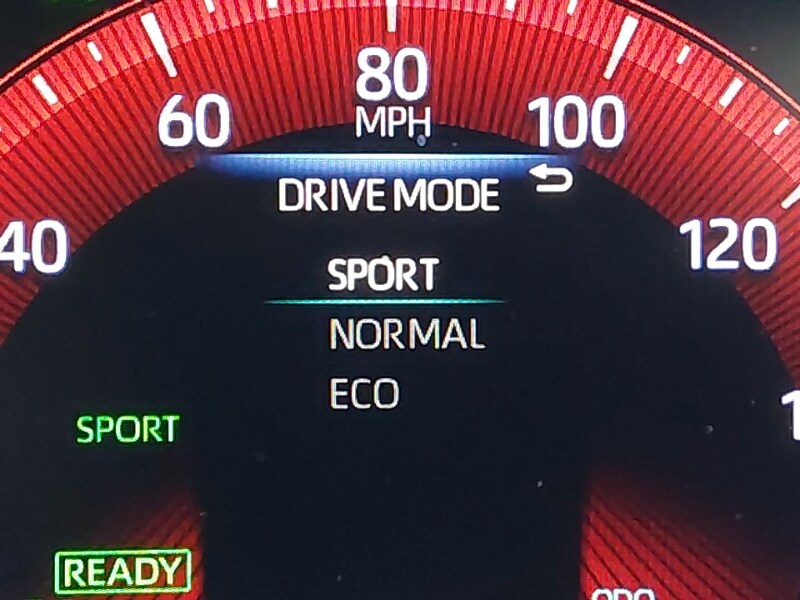 80
MPH
60
100
DRIVE MODE
40
120
SPORT
NORMAL
ECO
SPORT
READY